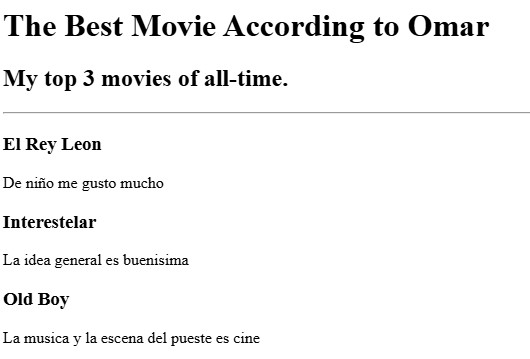 The Best Movie According to Omar
My top 3 movies of all-time.
El Rey Leon
De niño me gusto mucho
Interestelar
La idea general es buenisima
Old Boy
La musica y la escena del pueste es cine